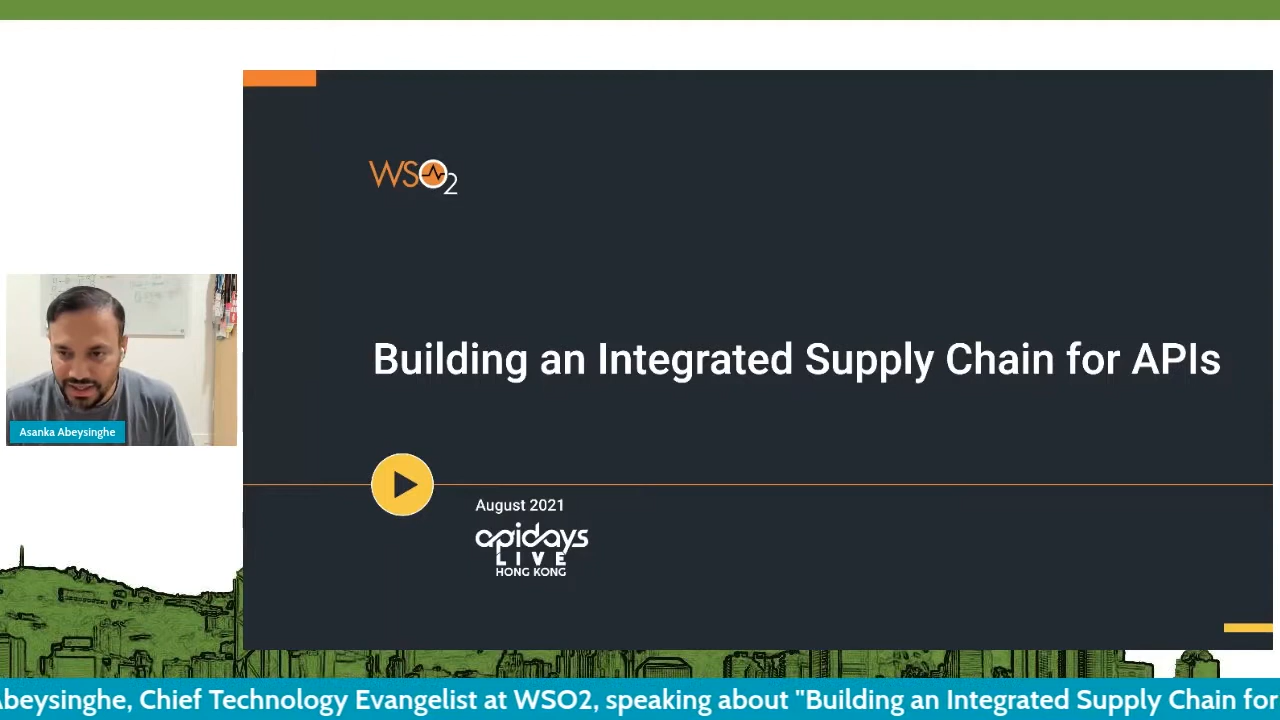 WSO2
Building an Integrated Supply Chain for APIs
Asanka Abeysinghe
August 2021
apidays
LIVE
HONG KONG
Abeysinghe, Chief Technology Evangelist at WSO2, speaking about "Building an Integrated Supply Chain for